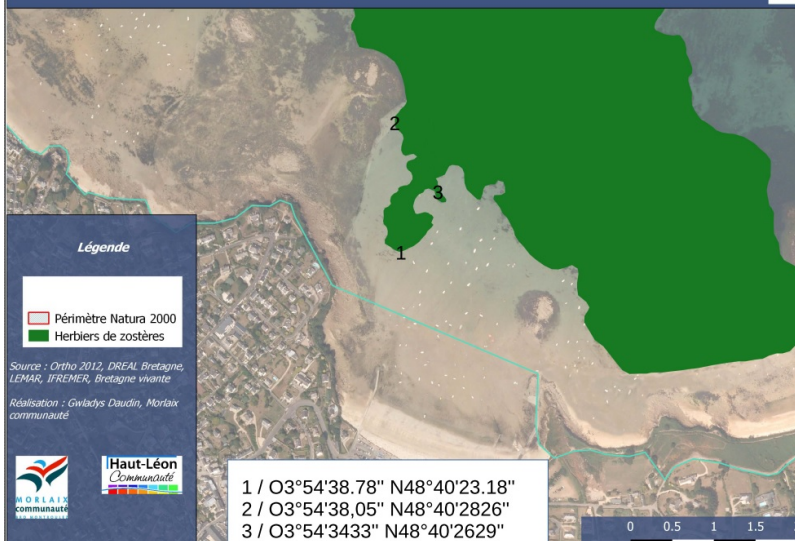 2
3
1
Légende
Périmètre Natura 2000
Herbiers de zostères
Source : Ortho 2012, DREAL Bretagne,
LEMAR, IFREMER, Bretagne vivante
Réalisation : Gwladys Daudin, Morlaix
communauté
MORLAIX
communauté
Haut-Léon
Communauté
1 / O3°54'38.78'' N48°40'23.18''
2 / O3°54'38,05'' N48°40'2826''
3 / O3°54'3433'' N48°40'2629''
0 0.5 1 1.5